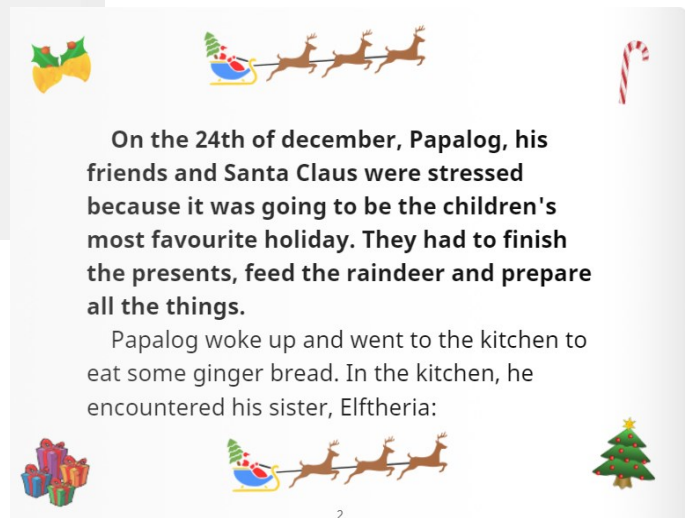 On the 24th of december, Papalog, his
friends and Santa Claus were stressed
because it was going to be the children's
most favourite holiday. They had to finish
the presents, feed the raindeer and prepare
all the things.
Papalog woke up and went to the kitchen to
eat some ginger bread. In the kitchen, he
encountered his sister, Elftheria:
2